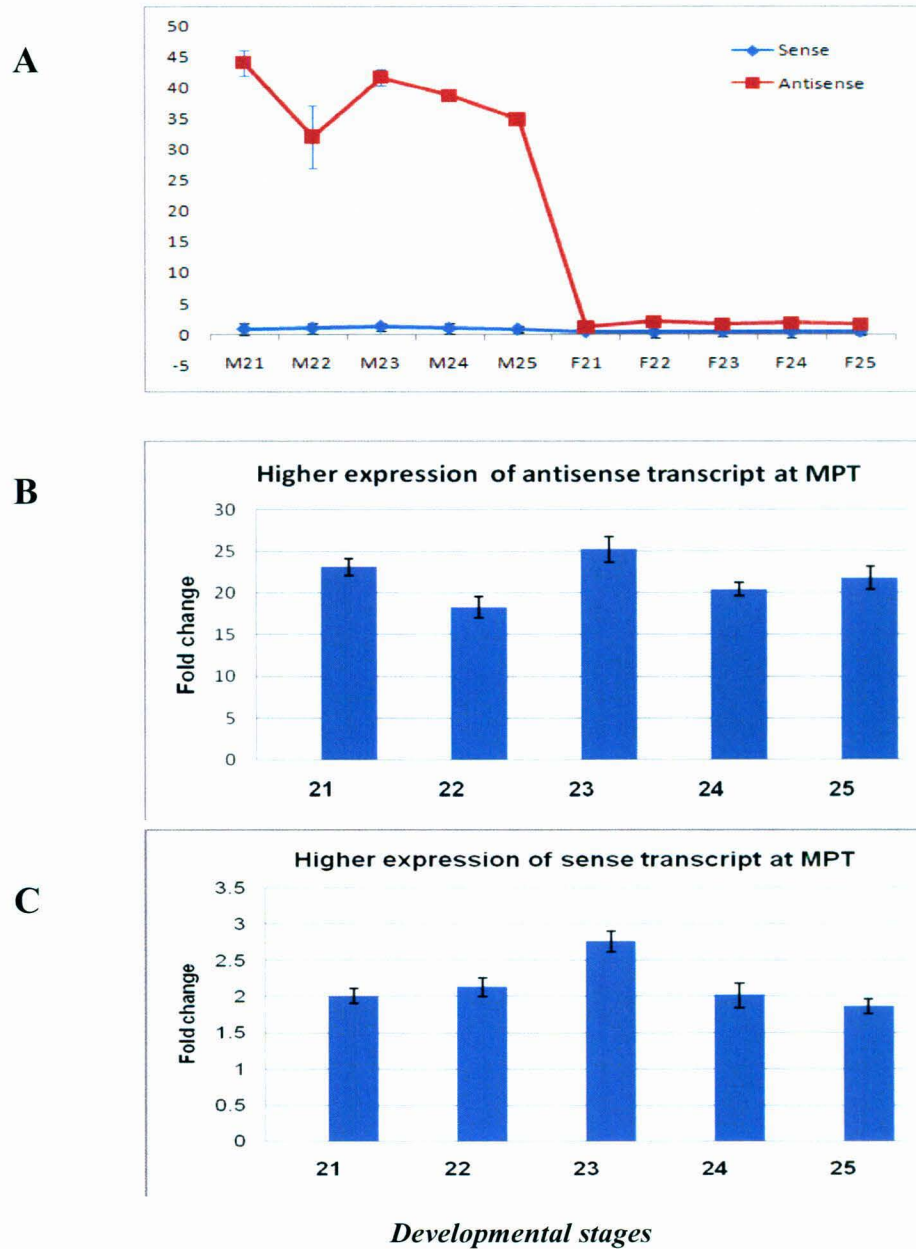 A
50
45
40
35
30
25
20
15
10
5
0
-5
Sense
Antisense
M21 M22 M23 M24 M25 F21 F22 F23 F24 F25
B
Higher expression of antisense transcript at MPT
Fold change
30
25
20
15
10
5
0
21 22 23 24 25
C
Higher expression of sense transcript at MPT
Fold change
3.5
3
2.5
2
1.5
1
0.5
0
21 22 23 24 25
Developmental stages